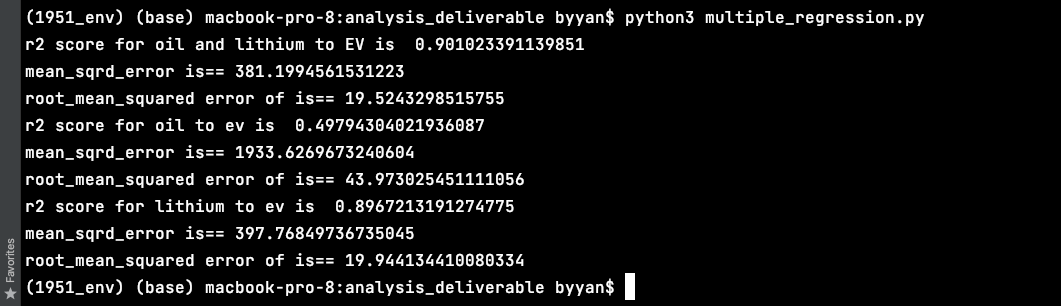 (1951_env) (base) macbook-pro-8:analysis_deliverable byyan$ python3 multiple_regression.py
r2 score for oil and lithium to EV is  0.901023391139851
mean_sqrd_error is== 381.1994561531223
root_mean_squared error of is== 19.5243298515755
r2 score for oil to ev is  0.49794304021936087
mean_sqrd_error is== 1933.6269673240604
root_mean_squared error of is== 43.973025451111056
r2 score for lithium to ev is  0.8967213191274775
mean_sqrd_error is== 397.76849736735045
root_mean_squared error of is== 19.944134410080334
(1951_env) (base) macbook-pro-8:analysis_deliverable byyan$
Favorites